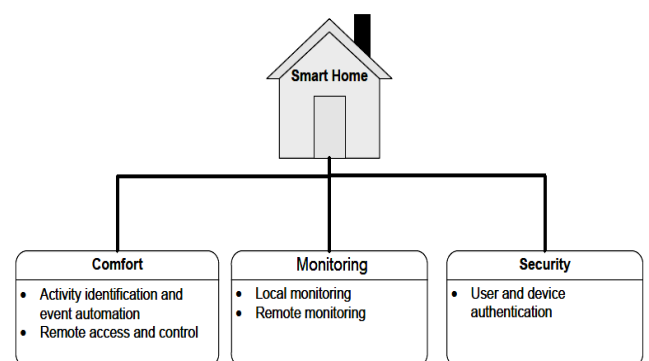 Smart Home
Comfort
• Activity identification and
event automation
• Remote access and control
Monitoring
• Local monitoring
• Remote monitoring
Security
• User and device
authentication